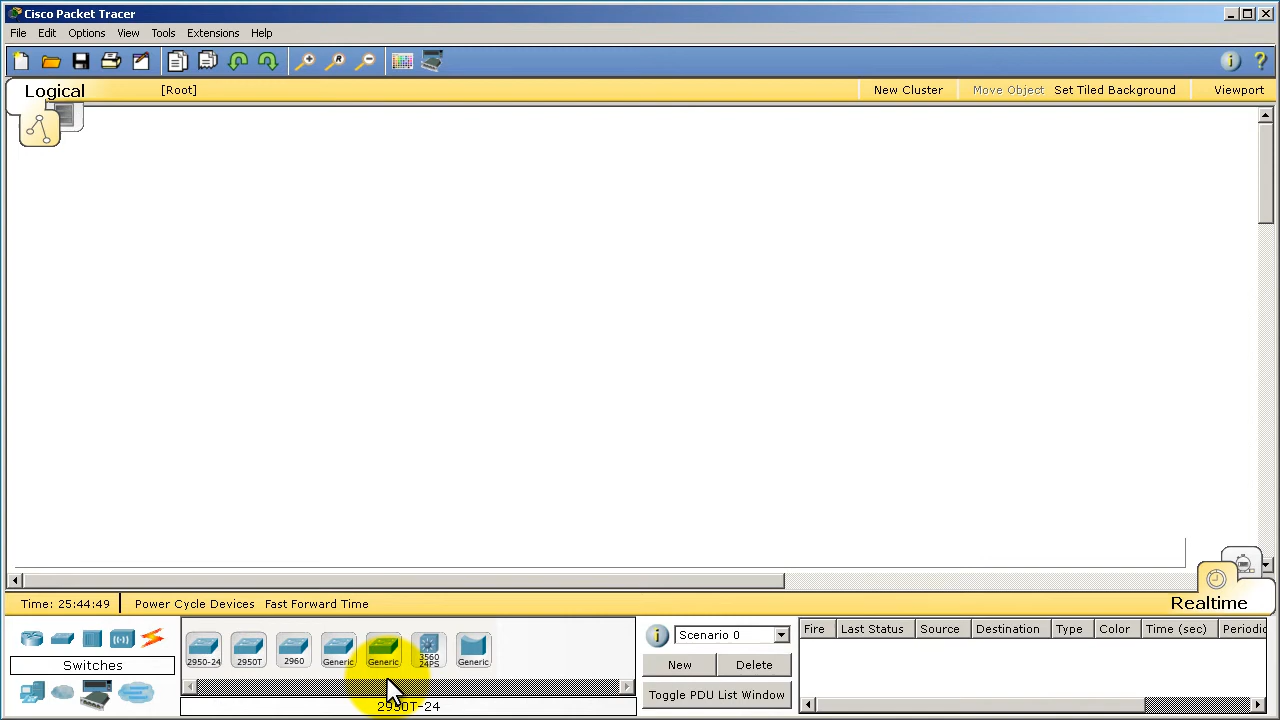 Cisco Packet Tracer
File Edit Options View Tools Extensions Help
Logical [Root] New Cluster Move Object Set Tiled Background Viewport
Time: 25:44:49 Power Cycle Devices Fast Forward Time Realtime
Switches
2950-24 2950T 2960 Generic Generic 3560 24PS Generic
2950T-24
Scenario 0
New Delete
Toggle PDU List Window
Fire Last Status Source Destination Type Color Time (sec) Periodic